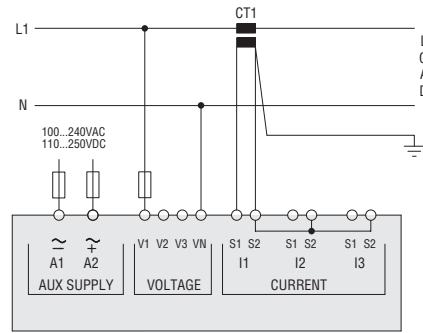 CT1
L1
L
O
A
D
N
100...240VAC
110...250VDC
V1 V2 V3 VN S1 S2 S1 S2 S1 S2
A1 A2 I1 I2 I3
AUX SUPPLY VOLTAGE CURRENT